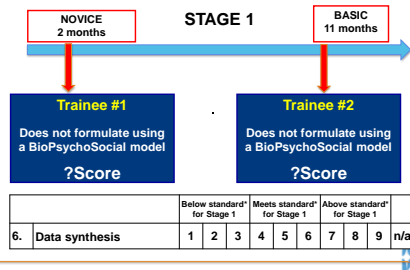 STAGE 1
NOVICE
2 months
BASIC
11 months
Trainee #1
Does not formulate using
a BioPsychoSocial model
?Score
.
Trainee #2
Does not formulate using
a BioPsychoSocial model
?Score
Below standard* for Stage 1 Meets standard* for Stage 1 Above standard* for Stage 1
6. Data synthesis 1 2 3 4 5 6 7 8 9 n/a